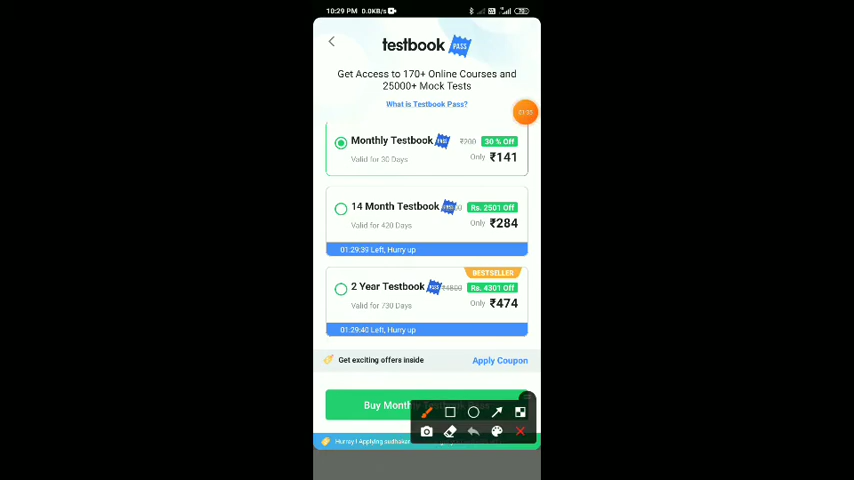 10:29 PM 0.0KB/s
testbook PASS
Get Access to 170+ Online Courses and
25000+ Mock Tests
What is Testbook Pass?
01:35
Monthly Testbook PASS ₹200 30 % Off
Valid for 30 Days Only ₹141
14 Month Testbook PASS Rs. 2501 Off
Valid for 420 Days Only ₹284
01:29:39 Left, Hurry up
BESTSELLER
2 Year Testbook PASS ₹4800 Rs. 4301 Off
Valid for 730 Days Only ₹474
01:29:40 Left, Hurry up
Get exciting offers inside Apply Coupon
Buy Month
Hurray! Applying sudhakar